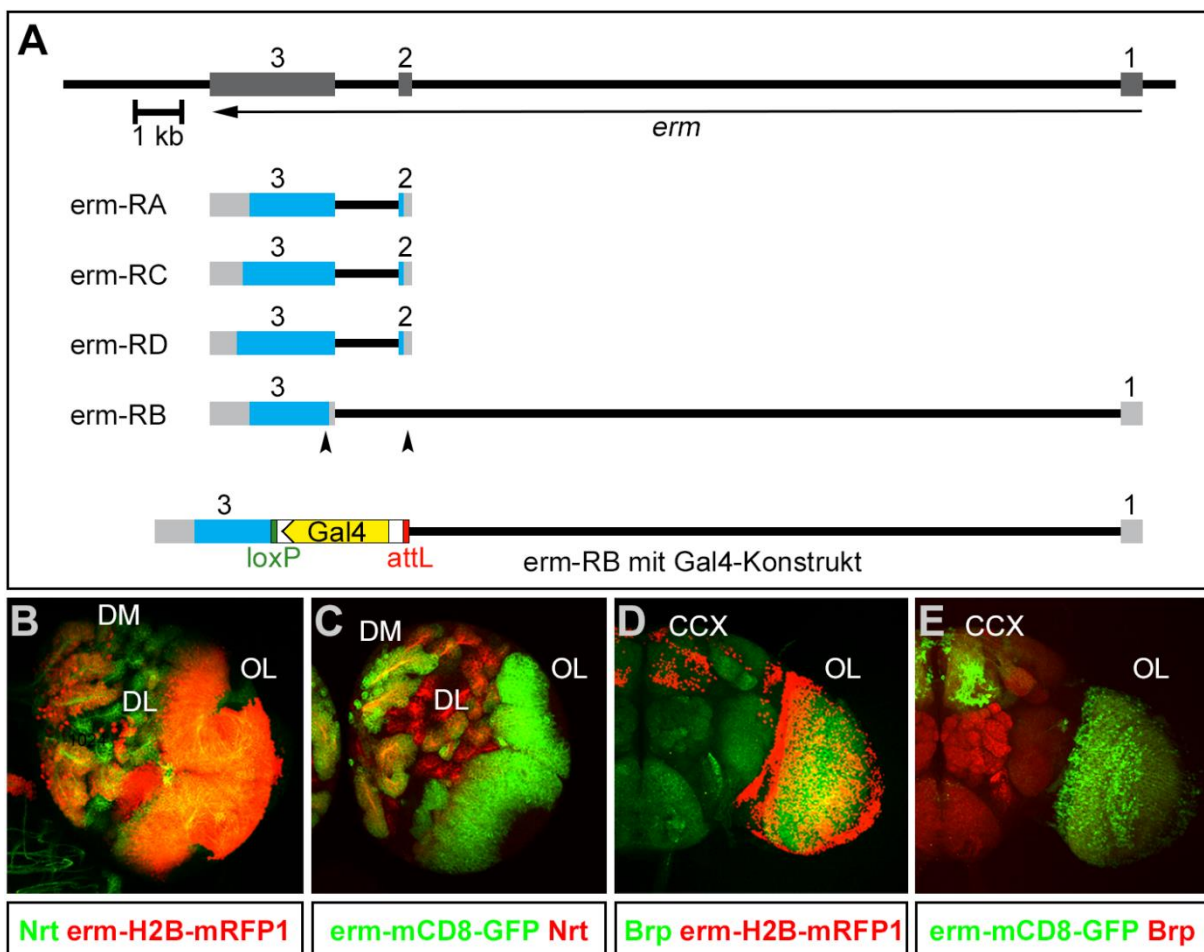 A
3 2 1
1 kb
erm
3 2
erm-RA
3 2
erm-RC
3 2
erm-RD
3 1
erm-RB
3 1
Gal4
loxP attL
erm-RB mit Gal4-Konstrukt
B DM OL DL
C DM OL DL
D CCX OL
E CCX OL
Nrt erm-H2B-mRFP1
erm-mCD8-GFP Nrt
Brp erm-H2B-mRFP1
erm-mCD8-GFP Brp